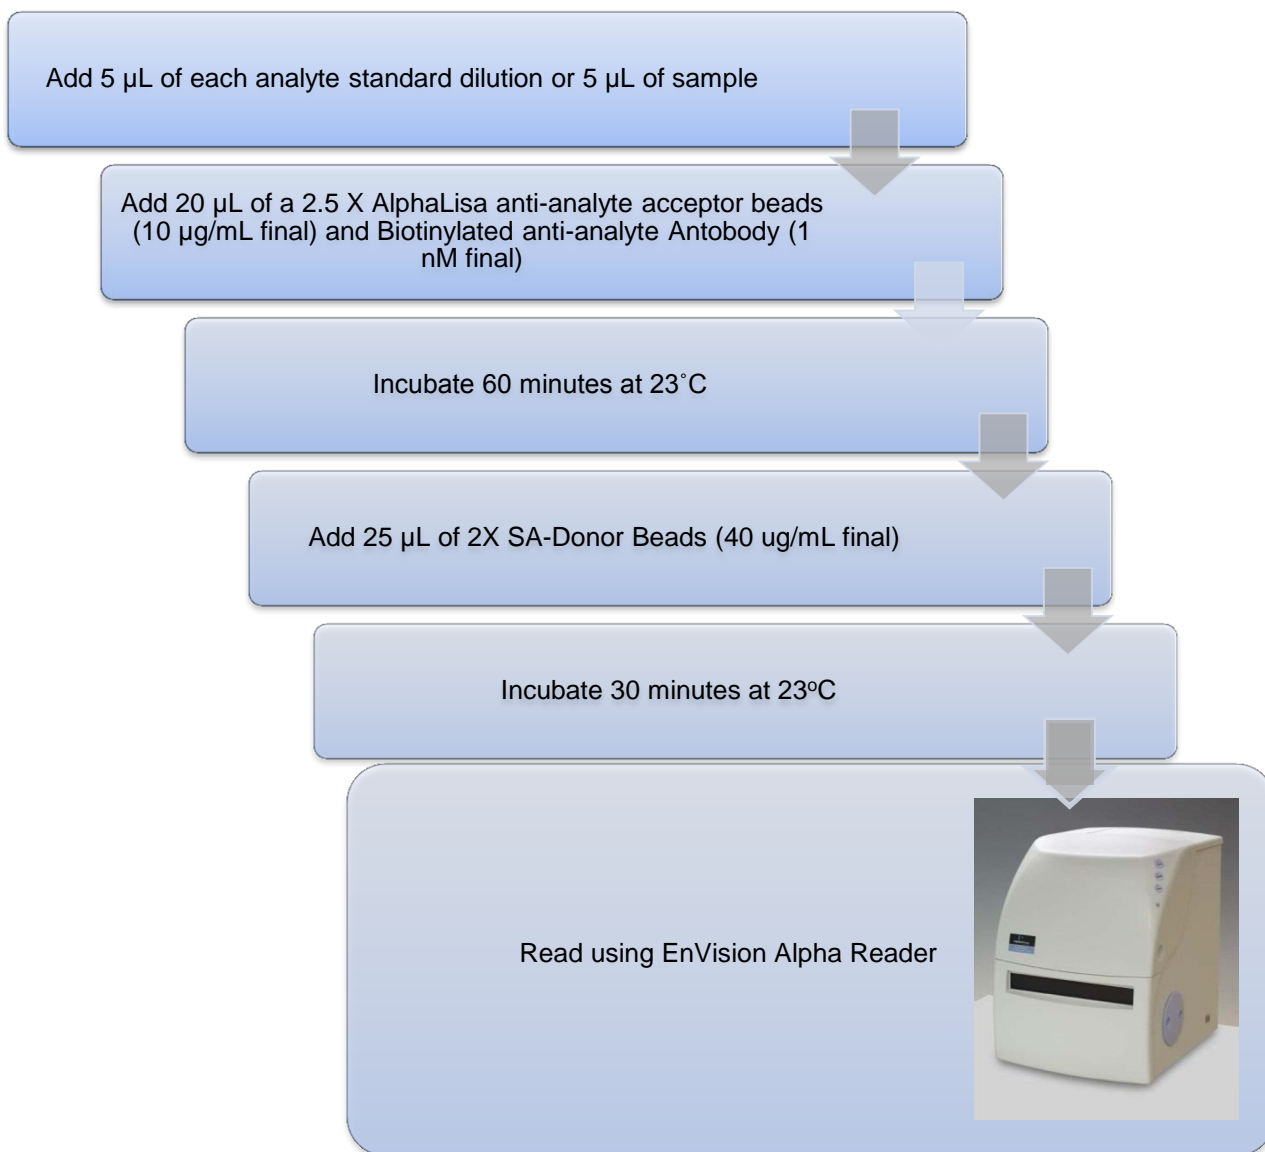 Add 5 µL of each analyte standard dilution or 5 µL of sample
Add 20 µL of a 2.5 X AlphaLisa anti-analyte acceptor beads
(10 µg/mL final) and Biotinylated anti-analyte Antobody (1
nM final)
Incubate 60 minutes at 23˚C
Add 25 µL of 2X SA-Donor Beads (40 ug/mL final)
Incubate 30 minutes at 23ºC
Read using EnVision Alpha Reader